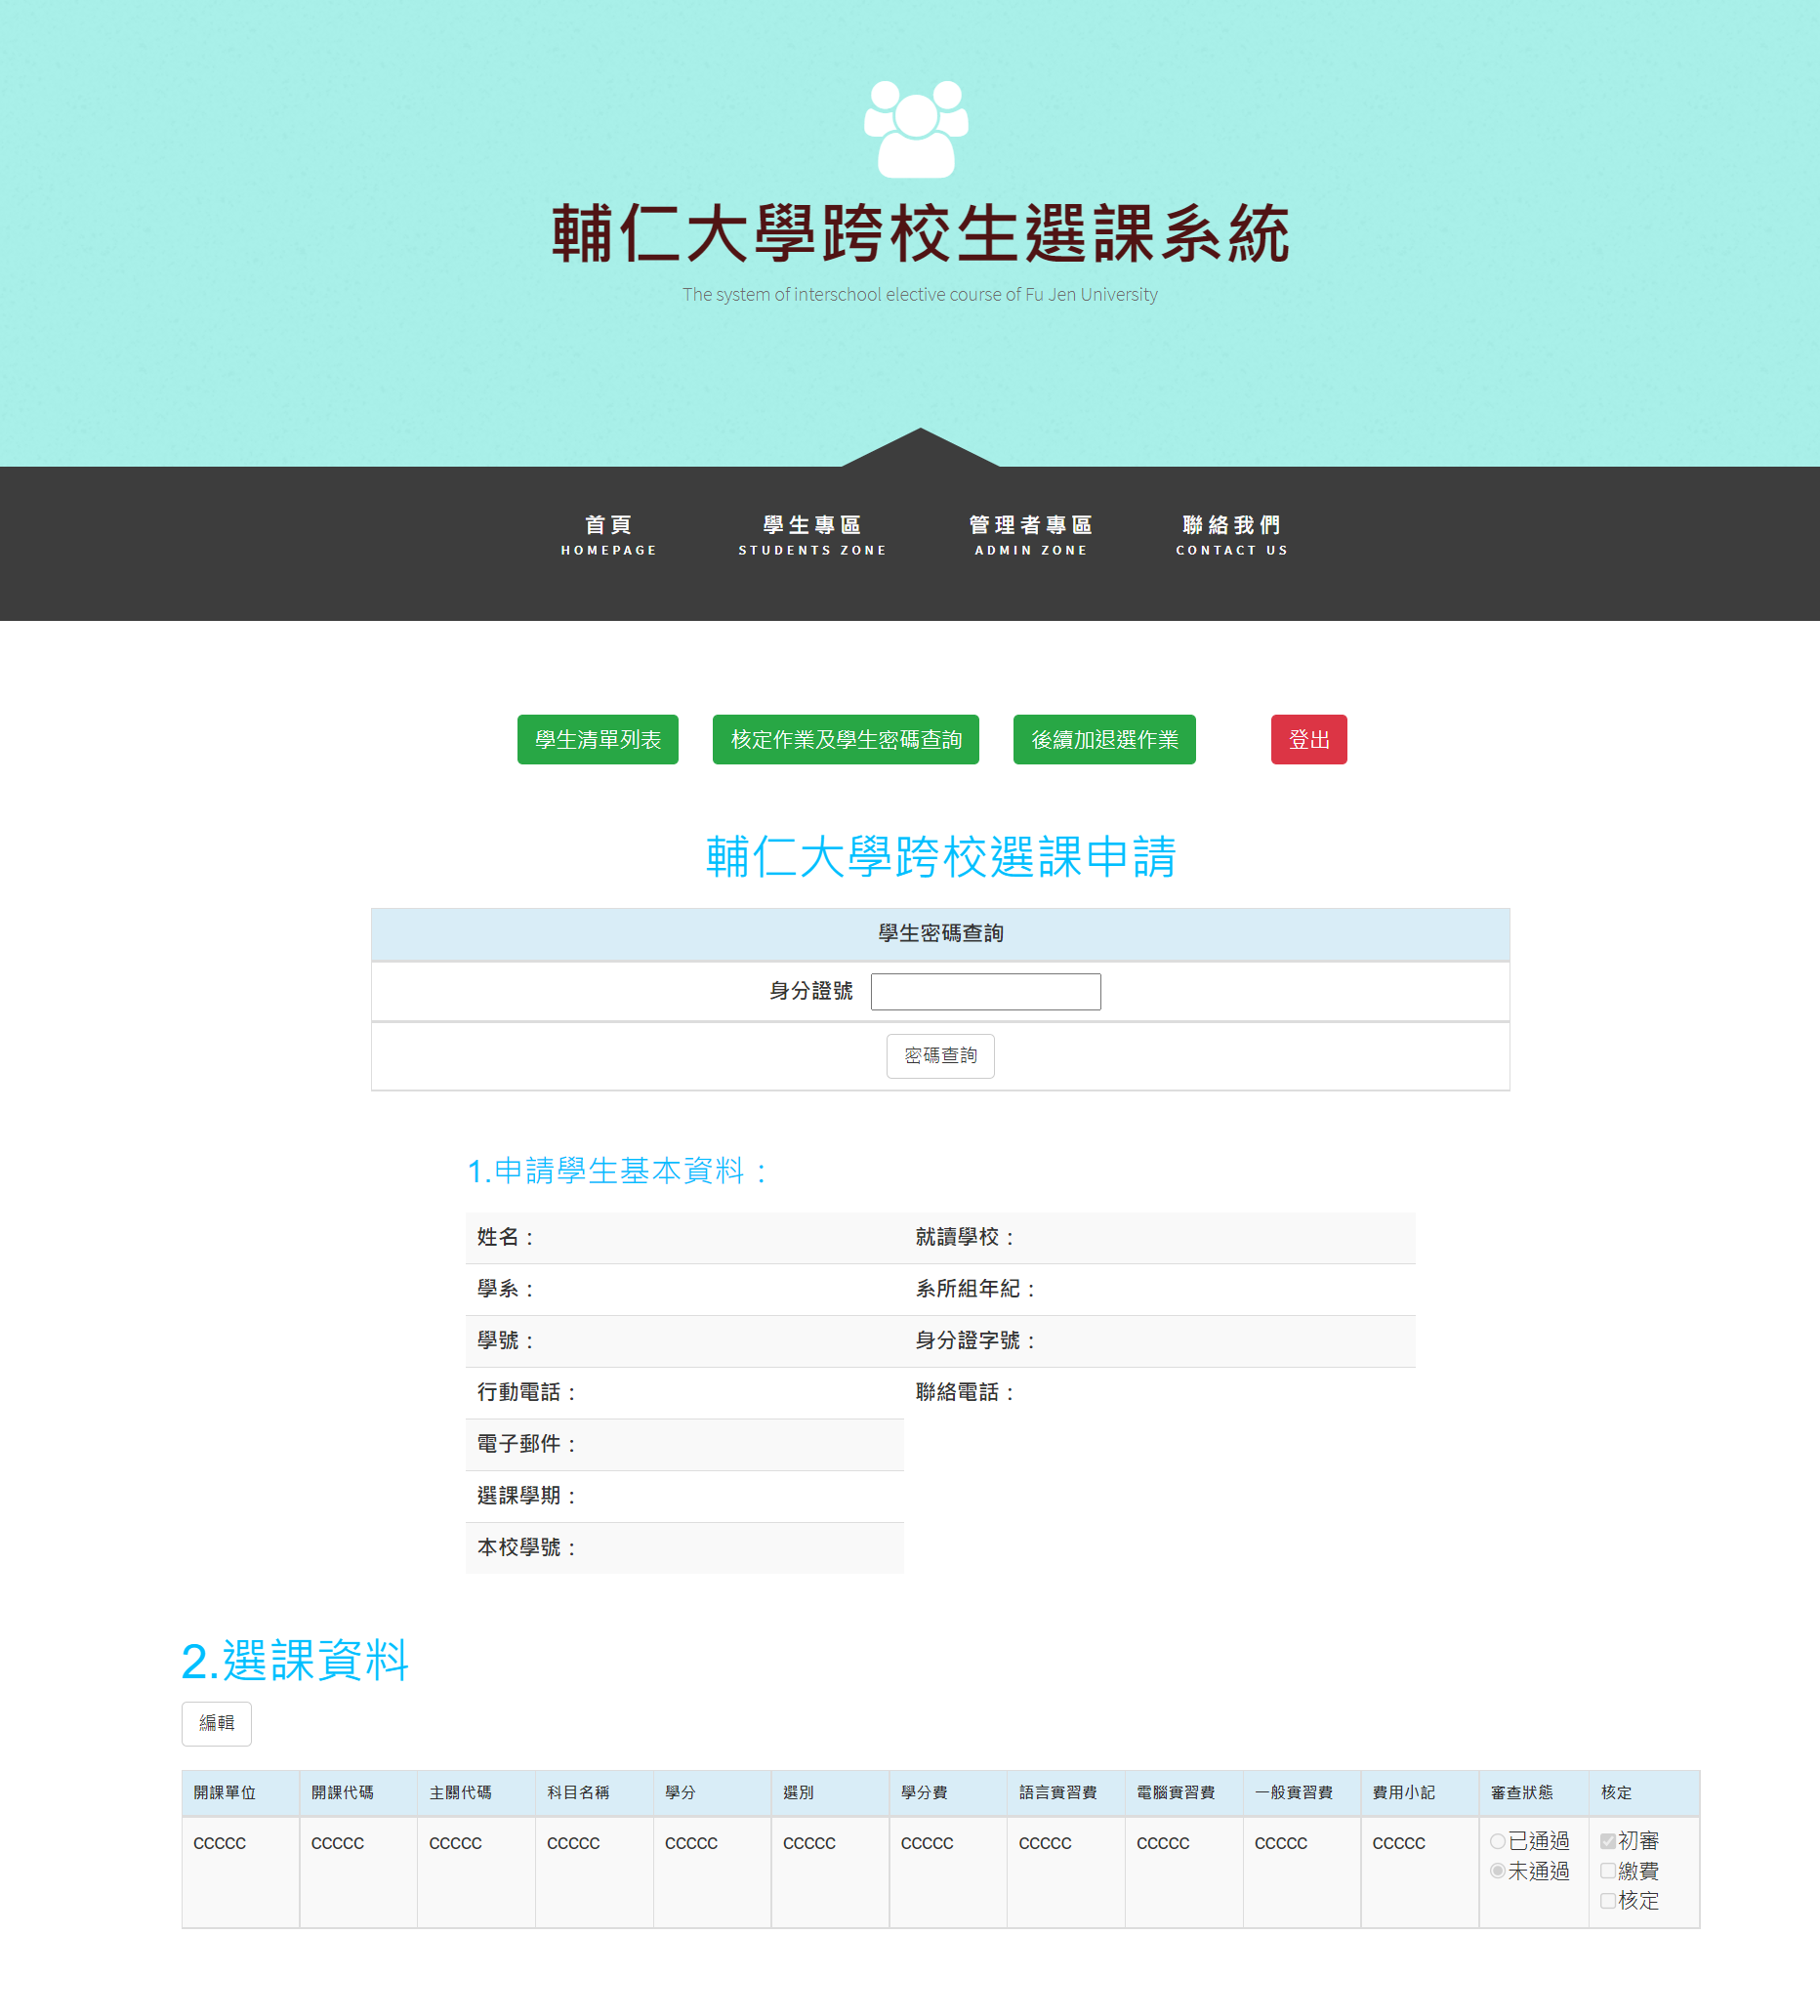 輔仁大學跨校生選課系統
The system of interschool elective course of Fu Jen University
首頁 學生專區 管理者專區 聯絡我們
HOMEPAGE STUDENTS ZONE ADMIN ZONE CONTACT US
學生清單列表 核定作業及學生密碼查詢 後續加退選作業 登出
輔仁大學跨校選課申請
學生密碼查詢
身分證號
密碼查詢
1.申請學生基本資料：
姓名： 就讀學校：
學系： 系所組年紀：
學號： 身分證字號：
行動電話： 聯絡電話：
電子郵件：
選課學期：
本校學號：
2.選課資料
編輯
開課單位 開課代碼 主關代碼 科目名稱 學分 選別 學分費 語言實習費 電腦實習費 一般實習費 費用小記 審查狀態 核定
CCCCC CCCCC CCCCC CCCCC CCCCC CCCCC CCCCC CCCCC CCCCC CCCCC CCCCC 已通過 初審
未通過 繳費
核定